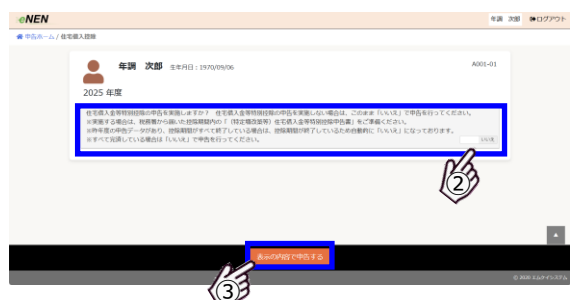 eNEN
年調 次郎 ログアウト
申告ホーム / 住宅借入控除
年調 次郎 生年月日：1970/09/06
A001-01
2025 年度
住宅借入金等特別控除の申告を実施しますか？ 住宅借入金等特別控除の申告を実施しない場合は、このまま「いいえ」で申告を行ってください。
※実施する場合は、税務署から届いた控除期間内の「（特定増改築等）住宅借入金等特別控除申告書」をご準備ください。
※昨年度の申告データがあり、控除期間がすべて終了している場合は、控除期間が終了しているため自動的に「いいえ」になっております。
※すべて完済している場合は「いいえ」で申告を行ってください。
いいえ
②
表示の内容で申告する
③
© 2020 エムケイシステム